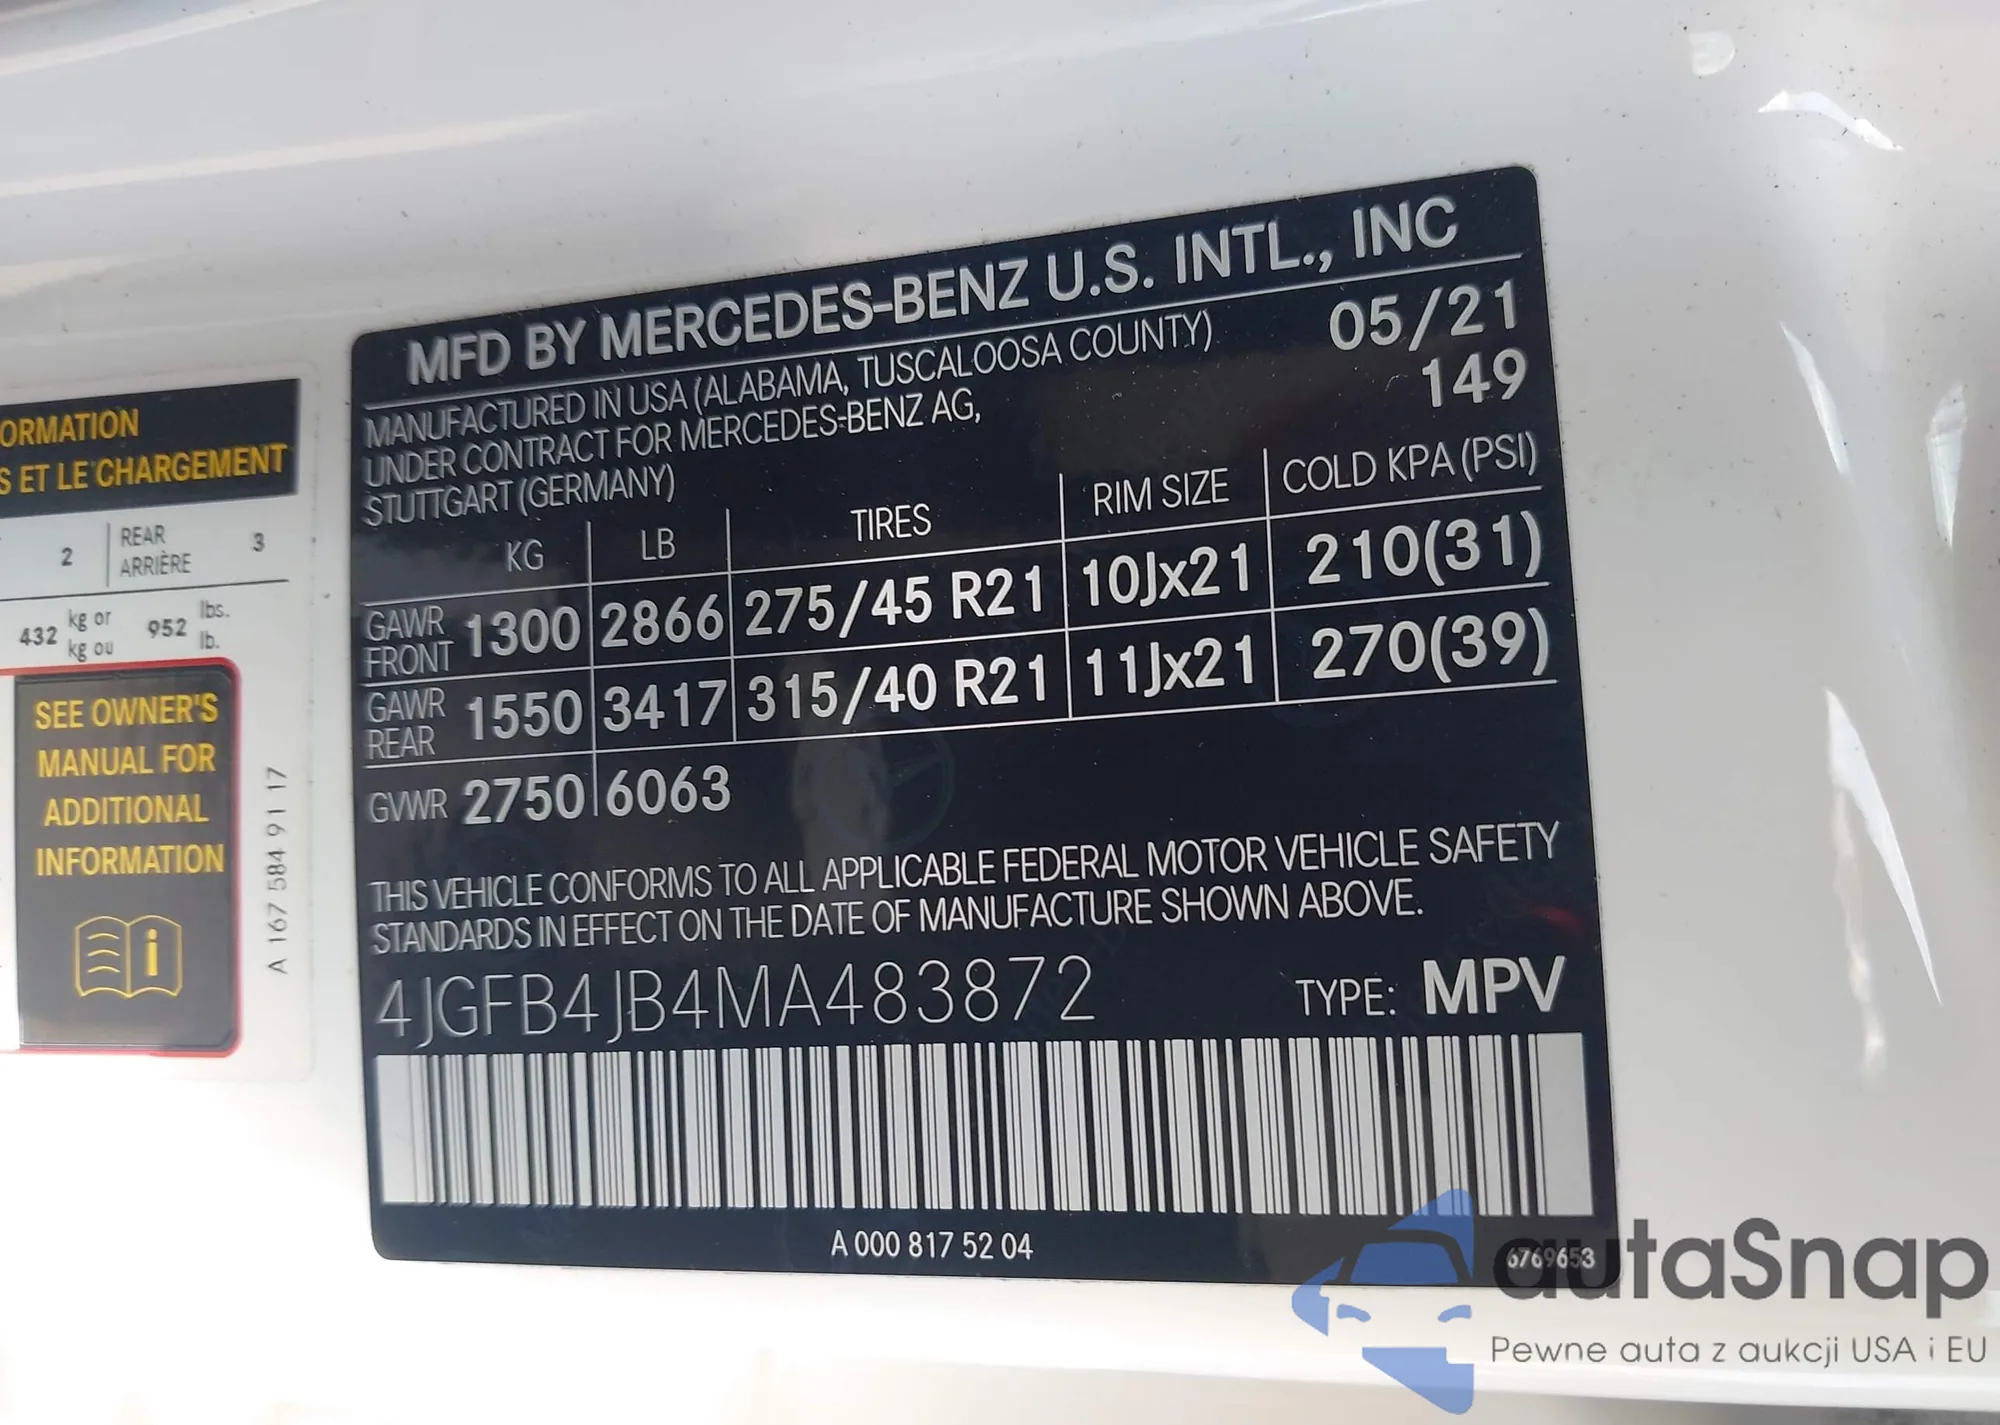 ORMATION
S ET LE CHARGEMENT
2 REAR ARRIÈRE 3
432 kg or kg ou 952 lbs. lb.
SEE OWNER'S
MANUAL FOR
ADDITIONAL
INFORMATION
A 167 584 91 17
MFD BY MERCEDES-BENZ U.S. INTL., INC
MANUFACTURED IN USA (ALABAMA, TUSCALOOSA COUNTY) 05/21
UNDER CONTRACT FOR MERCEDES-BENZ AG, 149
STUTTGART (GERMANY)
KG LB TIRES RIM SIZE COLD KPA (PSI)
GAWR FRONT 1300 2866 275/45 R21 10Jx21 210(31)
GAWR REAR 1550 3417 315/40 R21 11Jx21 270(39)
GVWR 2750 6063
THIS VEHICLE CONFORMS TO ALL APPLICABLE FEDERAL MOTOR VEHICLE SAFETY
STANDARDS IN EFFECT ON THE DATE OF MANUFACTURE SHOWN ABOVE.
4JGFB4JB4MA483872 TYPE: MPV
A 000 817 52 04 6769653
autaSnap
Pewne auta z aukcji USA i EU